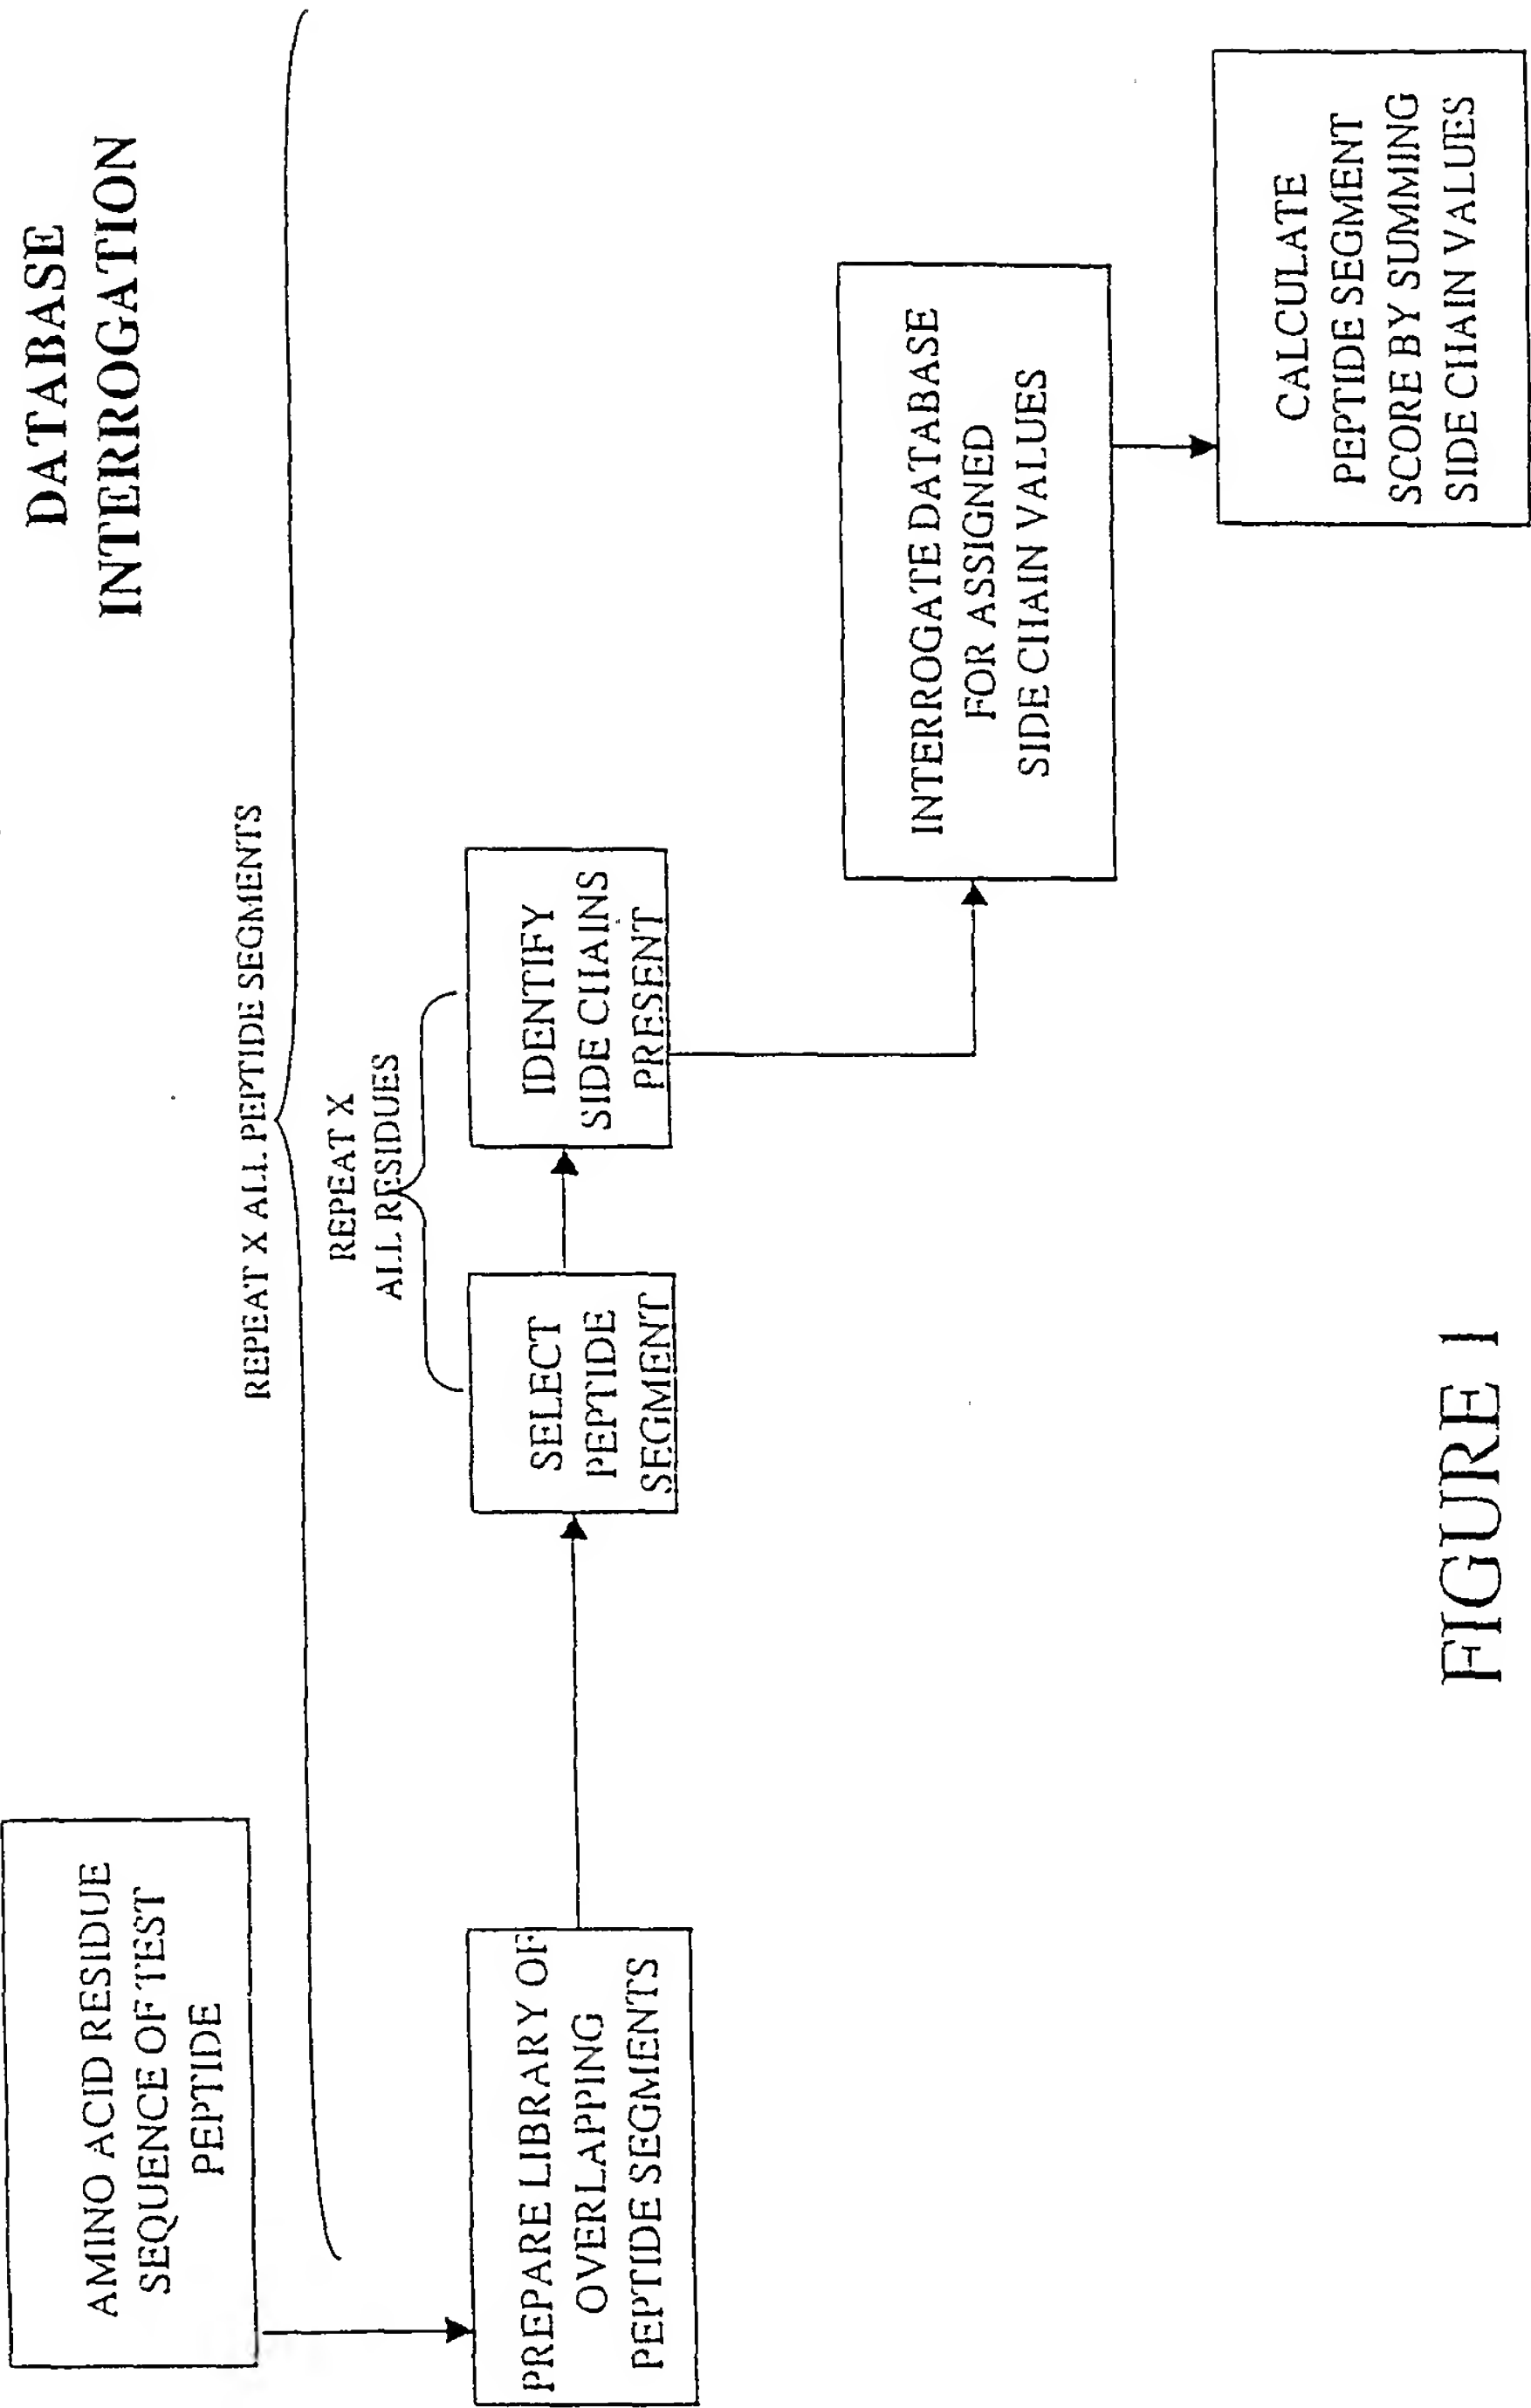 DATABASE
INTERROGATION
AMINO ACID RESIDUE
SEQUENCE OF TEST
PEPTIDE
REPEAT X ALL PEPTIDE SEGMENTS
REPEAT X
ALL RESIDUES
PREPARE LIBRARY OF
OVERLAPPING
PEPTIDE SEGMENTS
SELECT
PEPTIDE
SEGMENT
IDENTIFY
SIDE CHAINS
PRESENT
INTERROGATE DATABASE
FOR ASSIGNED
SIDE CHAIN VALUES
CALCULATE
PEPTIDE SEGMENT
SCORE BY SUMMING
SIDE CHAIN VALUES
FIGURE 1